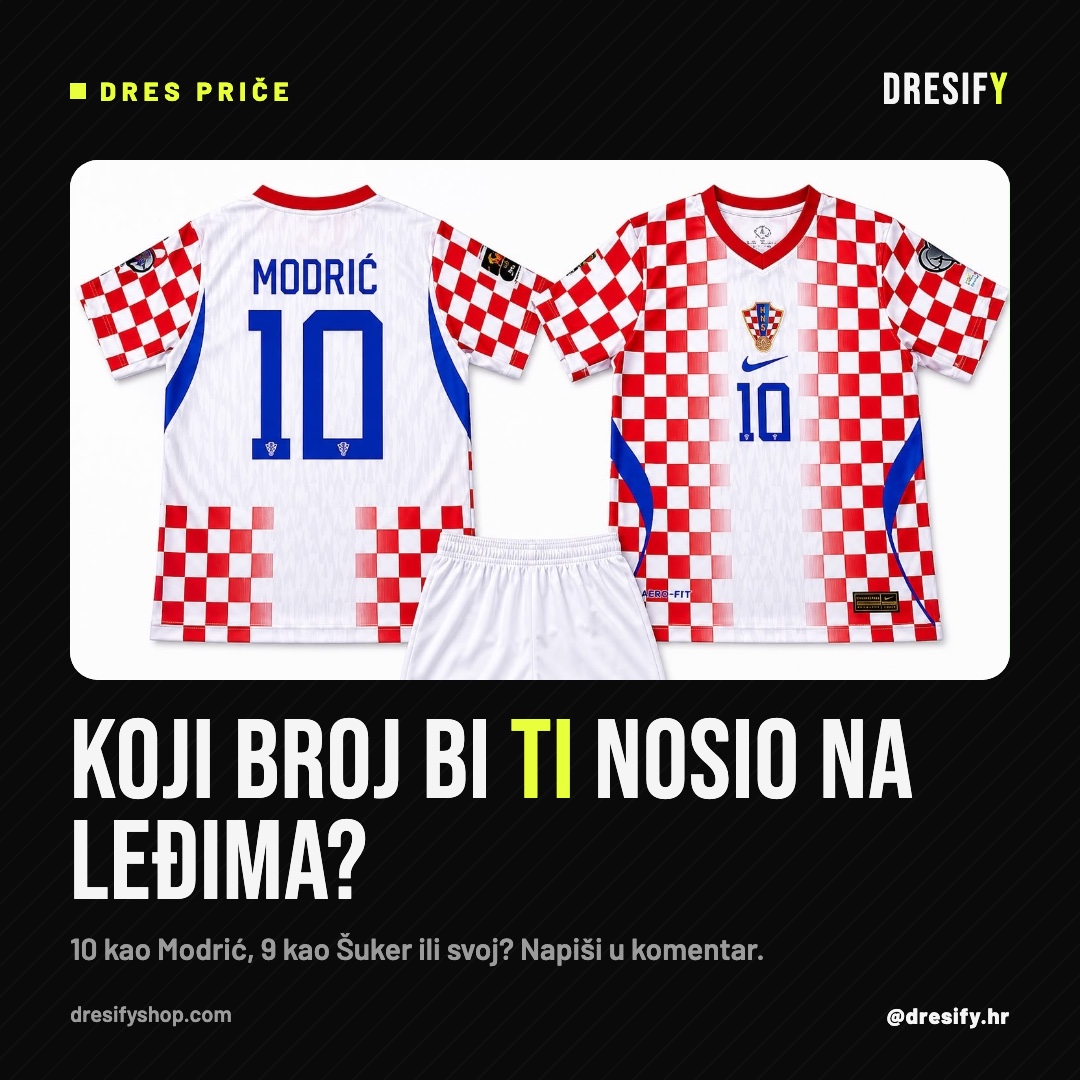 DRES PRIČE
DRESIFY
MODRIĆ
10
HNS
10
AERO-FIT
KOJI BROJ BI TI NOSIO NA
LEĐIMA?
10 kao Modrić, 9 kao Šuker ili svoj? Napiši u komentar.
dresifyshop.com
@dresify.hr